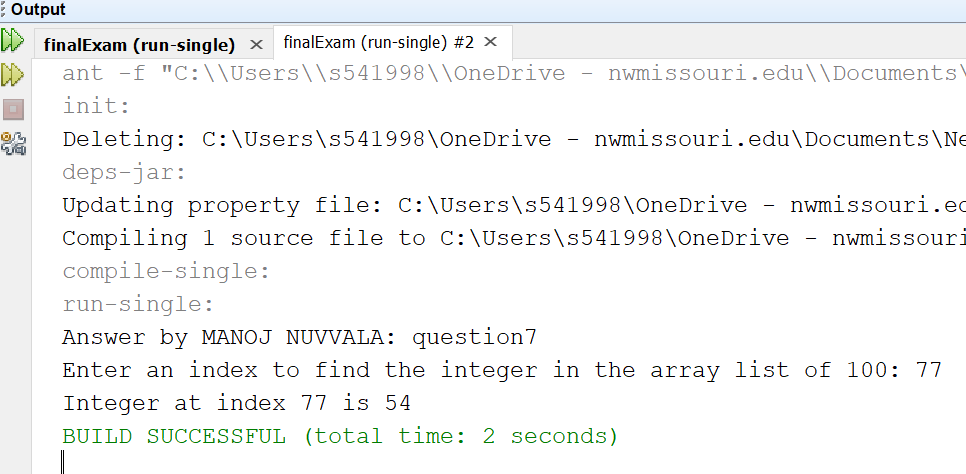 Output
finalExam (run-single) × finalExam (run-single) #2 ×
ant -f "C:\\Users\\s541998\\OneDrive - nwmissouri.edu\\Documents\
init:
Deleting: C:\Users\s541998\OneDrive - nwmissouri.edu\Documents\Ne
deps-jar:
Updating property file: C:\Users\s541998\OneDrive - nwmissouri.ed
Compiling 1 source file to C:\Users\s541998\OneDrive - nwmissouri
compile-single:
run-single:
Answer by MANOJ NUVVALA: question7
Enter an index to find the integer in the array list of 100: 77
Integer at index 77 is 54
BUILD SUCCESSFUL (total time: 2 seconds)